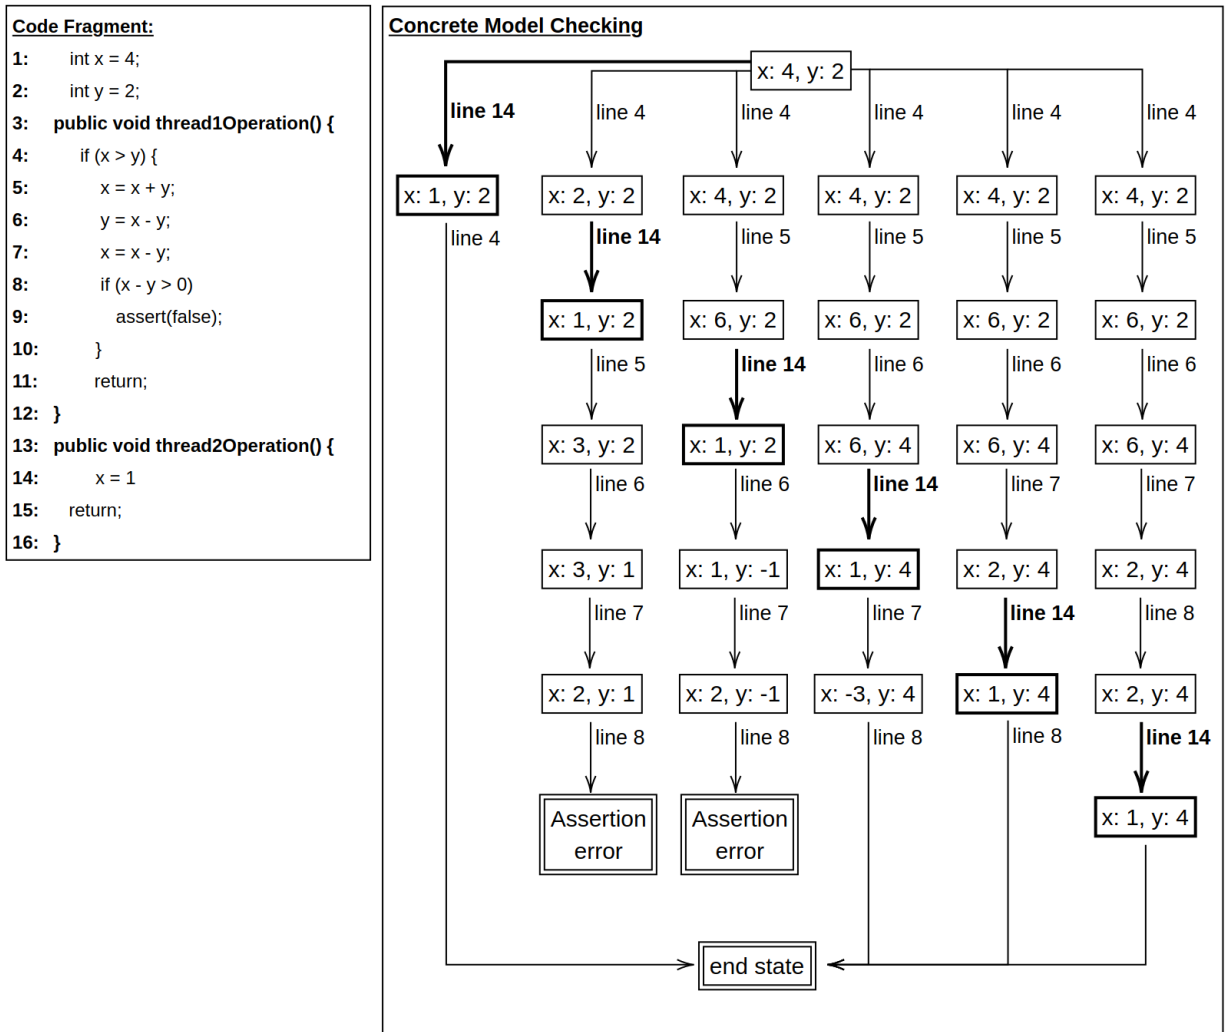 Code Fragment:
1: int x = 4;
2: int y = 2;
3: public void thread1Operation() {
4: if (x > y) {
5: x = x + y;
6: y = x - y;
7: x = x - y;
8: if (x - y > 0)
9: assert(false);
10: }
11: return;
12: }
13: public void thread2Operation() {
14: x = 1
15: return;
16: }
Concrete Model Checking
x: 4, y: 2
line 14 line 4 line 4 line 4 line 4 line 4
x: 1, y: 2 x: 2, y: 2 x: 4, y: 2 x: 4, y: 2 x: 4, y: 2 x: 4, y: 2
line 4 line 14 line 5 line 5 line 5 line 5
x: 1, y: 2 x: 6, y: 2 x: 6, y: 2 x: 6, y: 2 x: 6, y: 2
line 5 line 14 line 6 line 6 line 6
x: 3, y: 2 x: 1, y: 2 x: 6, y: 4 x: 6, y: 4 x: 6, y: 4
line 6 line 6 line 14 line 7 line 7
x: 3, y: 1 x: 1, y: -1 x: 1, y: 4 x: 2, y: 4 x: 2, y: 4
line 7 line 7 line 7 line 14 line 8
x: 2, y: 1 x: 2, y: -1 x: -3, y: 4 x: 1, y: 4 x: 2, y: 4
line 8 line 8 line 8 line 8 line 14
Assertion Assertion x: 1, y: 4
error error
end state